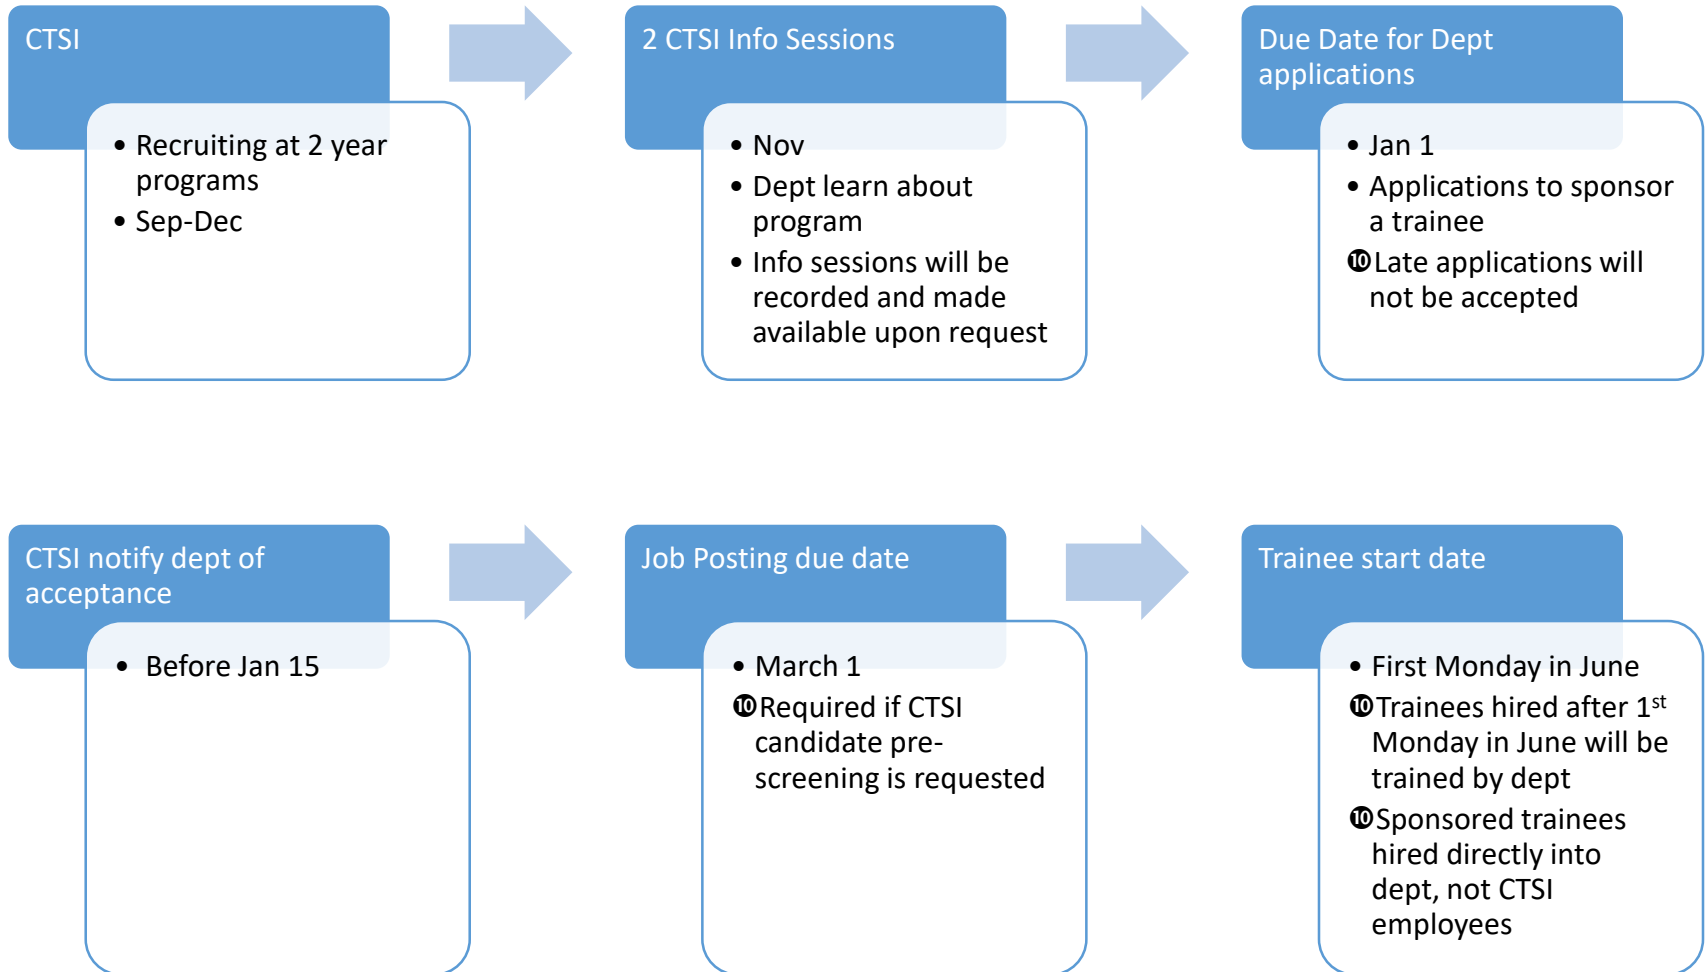 CTSI
• Recruiting at 2 year
programs
• Sep-Dec
2 CTSI Info Sessions
• Nov
• Dept learn about
program
• Info sessions will be
recorded and made
available upon request
Due Date for Dept
applications
• Jan 1
• Applications to sponsor
a trainee
❿Late applications will
not be accepted
CTSI notify dept of
acceptance
• Before Jan 15
Job Posting due date
• March 1
❿Required if CTSI
candidate pre-
screening is requested
Trainee start date
• First Monday in June
❿Trainees hired after 1st
Monday in June will be
trained by dept
❿Sponsored trainees
hired directly into
dept, not CTSI
employees